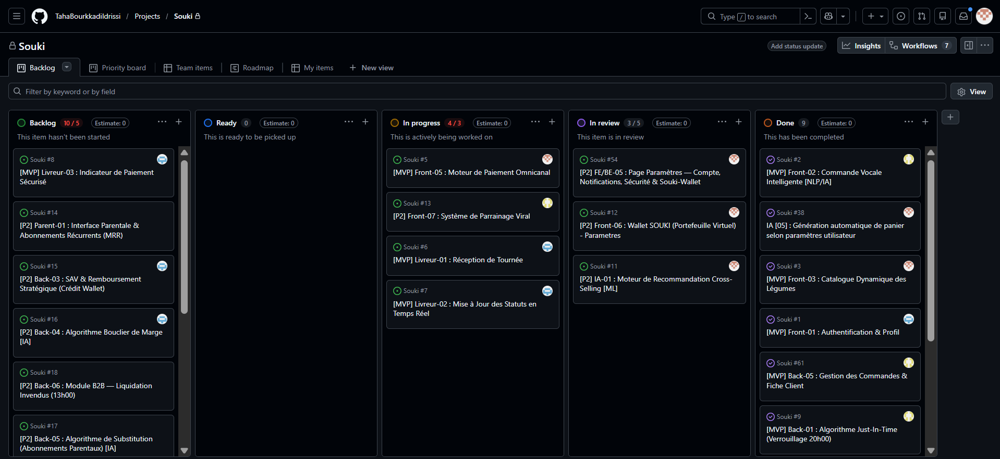 TahaBourkkadiIdrissi / Projects / Souki
Type / to search
Souki
Add status update
Insights
Workflows 7
Backlog
Priority board
Team items
Roadmap
My items
New view
Filter by keyword or by field
View
Backlog 10 / 5 Estimate: 0
This item hasn't been started
Souki #8
[MVP] Livreur-03 : Indicateur de Paiement
Sécurisé
Souki #14
[P2] Parent-01 : Interface Parentale &
Abonnements Récurrents (MRR)
Souki #15
[P2] Back-03 : SAV & Remboursement
Stratégique (Crédit Wallet)
Souki #16
[P2] Back-04 : Algorithme Bouclier de Marge
[IA]
Souki #18
[P2] Back-06 : Module B2B — Liquidation
Invendus (13h00)
Souki #17
[P2] Back-05 : Algorithme de Substitution
(Abonnements Parentaux) [IA]
Ready 0 Estimate: 0
This is ready to be picked up
In progress 4 / 3 Estimate: 0
This is actively being worked on
Souki #5
[MVP] Front-05 : Moteur de Paiement Omnicanal
Souki #13
[P2] Front-07 : Système de Parrainage Viral
Souki #6
[MVP] Livreur-01 : Réception de Tournée
Souki #7
[MVP] Livreur-02 : Mise à Jour des Statuts en
Temps Réel
In review 3 / 5 Estimate: 0
This item is in review
Souki #54
[P2] FE/BE-05 : Page Paramètres — Compte,
Notifications, Sécurité & Souki-Wallet
Souki #12
[P2] Front-06 : Wallet SOUKI (Portefeuille Virtuel)
- Parametres
Souki #11
[P2] IA-01 : Moteur de Recommandation Cross-
Selling [ML]
Done 9 Estimate: 0
This has been completed
Souki #2
[MVP] Front-02 : Commande Vocale
Intelligente [NLP/IA]
Souki #38
IA [05] : Génération automatique de panier
selon paramètres utilisateur
Souki #3
[MVP] Front-03 : Catalogue Dynamique des
Légumes
Souki #1
[MVP] Front-01 : Authentification & Profil
Souki #61
[MVP] Back-05 : Gestion des Commandes &
Fiche Client
Souki #9
[MVP] Back-01 : Algorithme Just-In-Time
(Verrouillage 20h00)